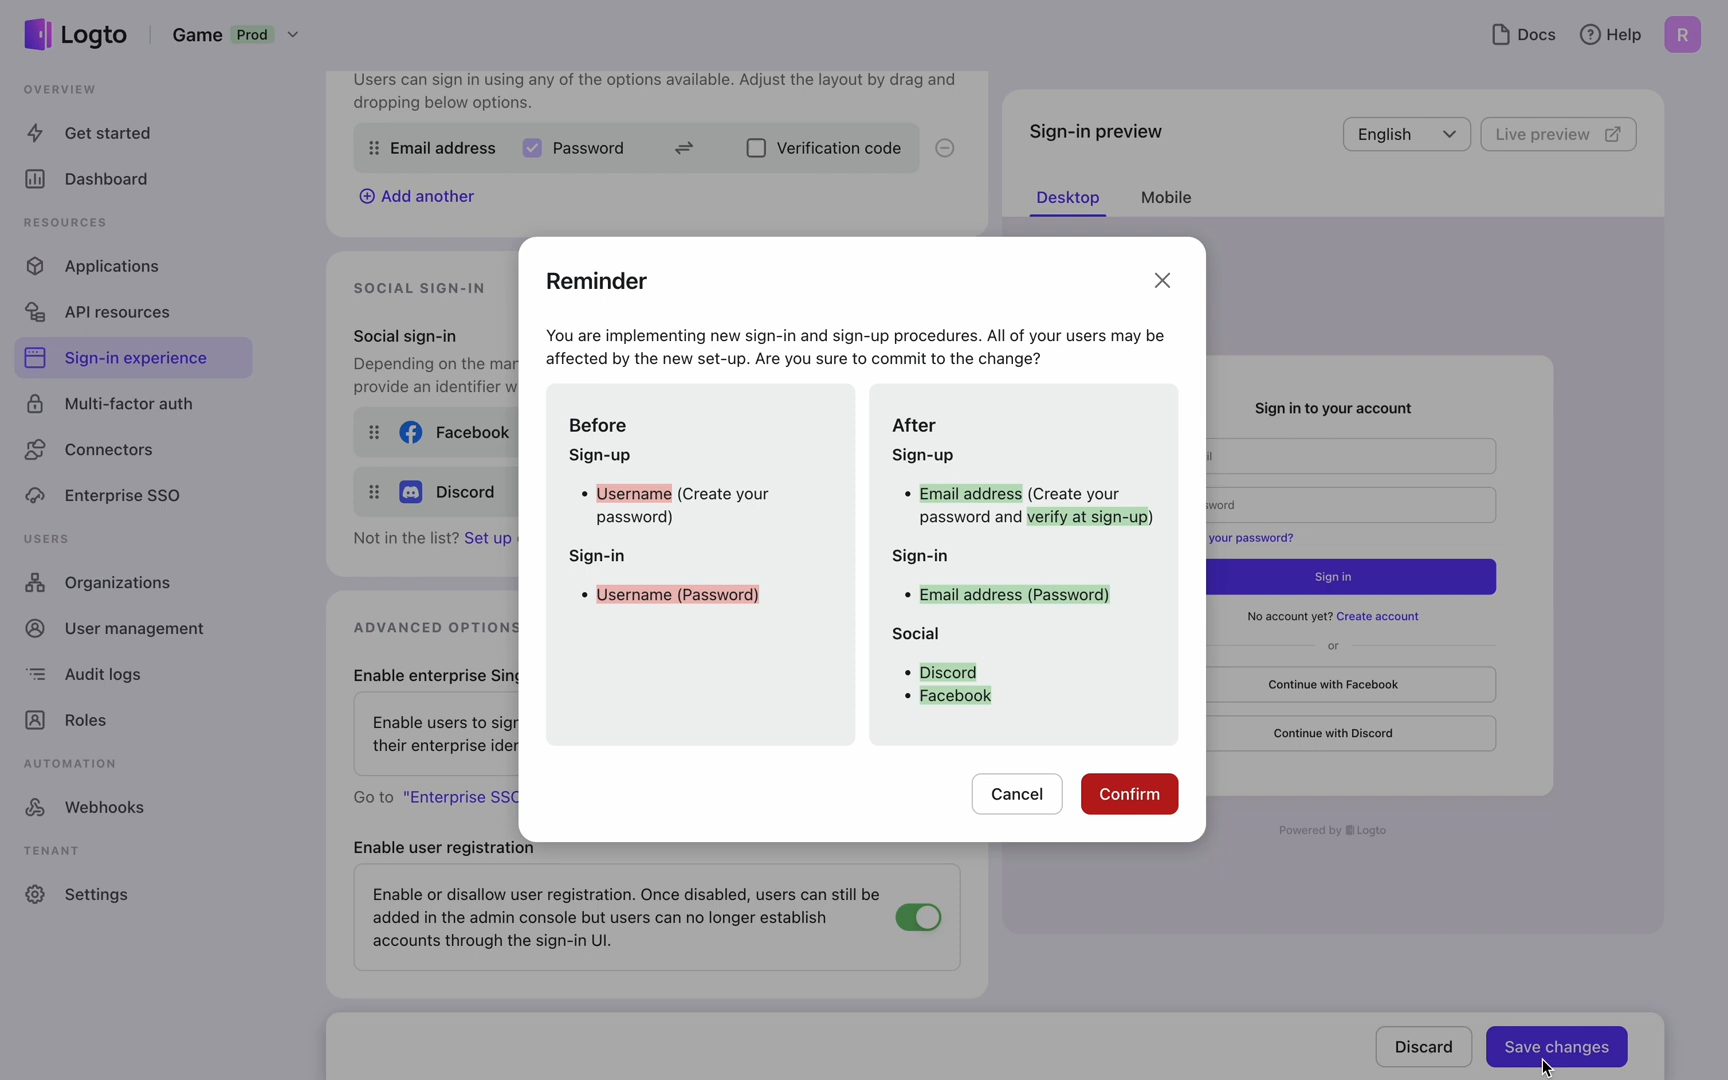 Logto
Game Prod
Docs
Help
R
OVERVIEW
Get started
Dashboard
RESOURCES
Applications
API resources
Sign-in experience
Multi-factor auth
Connectors
Enterprise SSO
USERS
Organizations
User management
Audit logs
Roles
AUTOMATION
Webhooks
TENANT
Settings
Users can sign in using any of the options available. Adjust the layout by drag and
dropping below options.
Email address Password Verification code
Add another
SOCIAL SIGN-IN
Social sign-in
Depending on the
provide an identifier
Facebook
Discord
Not in the list? Set up
ADVANCED OPTIONS
Enable enterprise
Enable users to
their enterprise
Go to "Enterprise
Enable user registration
Enable or disallow user registration. Once disabled, users can still be
added in the admin console but users can no longer establish
accounts through the sign-in UI.
Reminder
You are implementing new sign-in and sign-up procedures. All of your users may be
affected by the new set-up. Are you sure to commit to the change?
Before
Sign-up
• Username (Create your
password)
Sign-in
• Username (Password)
After
Sign-up
• Email address (Create your
password and verify at sign-up)
Sign-in
• Email address (Password)
Social
• Discord
• Facebook
Cancel
Confirm
Sign-in preview
English
Live preview
Desktop
Mobile
Sign in to your account
your password?
Sign in
No account yet? Create account
or
Continue with Facebook
Continue with Discord
Powered by Logto
Discard
Save changes